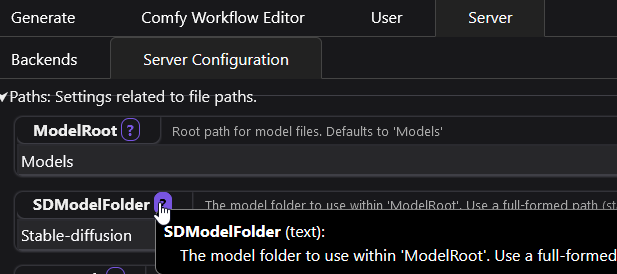 Generate Comfy Workflow Editor User Server
Backends Server Configuration
Paths: Settings related to file paths.
ModelRoot ? Root path for model files. Defaults to 'Models'
Models
SDModelFolder ? The model folder to use within 'ModelRoot'. Use a full-formed path (st
SDModelFolder (text):
Stable-diffusion
The model folder to use within 'ModelRoot'. Use a full-formed